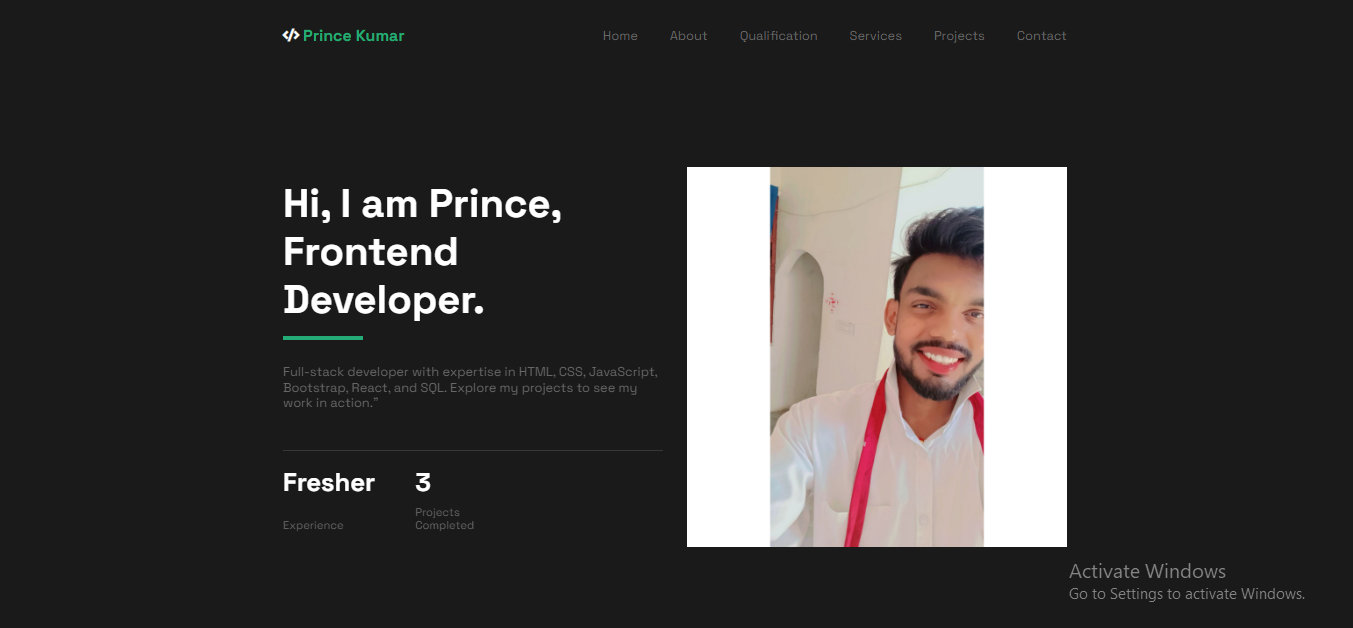 </> Prince Kumar
Home About Qualification Services Projects Contact
Hi, I am Prince,
Frontend
Developer.
Full-stack developer with expertise in HTML, CSS, JavaScript,
Bootstrap, React, and SQL. Explore my projects to see my
work in action.”
Fresher
Experience
3
Projects
Completed
Activate Windows
Go to Settings to activate Windows.